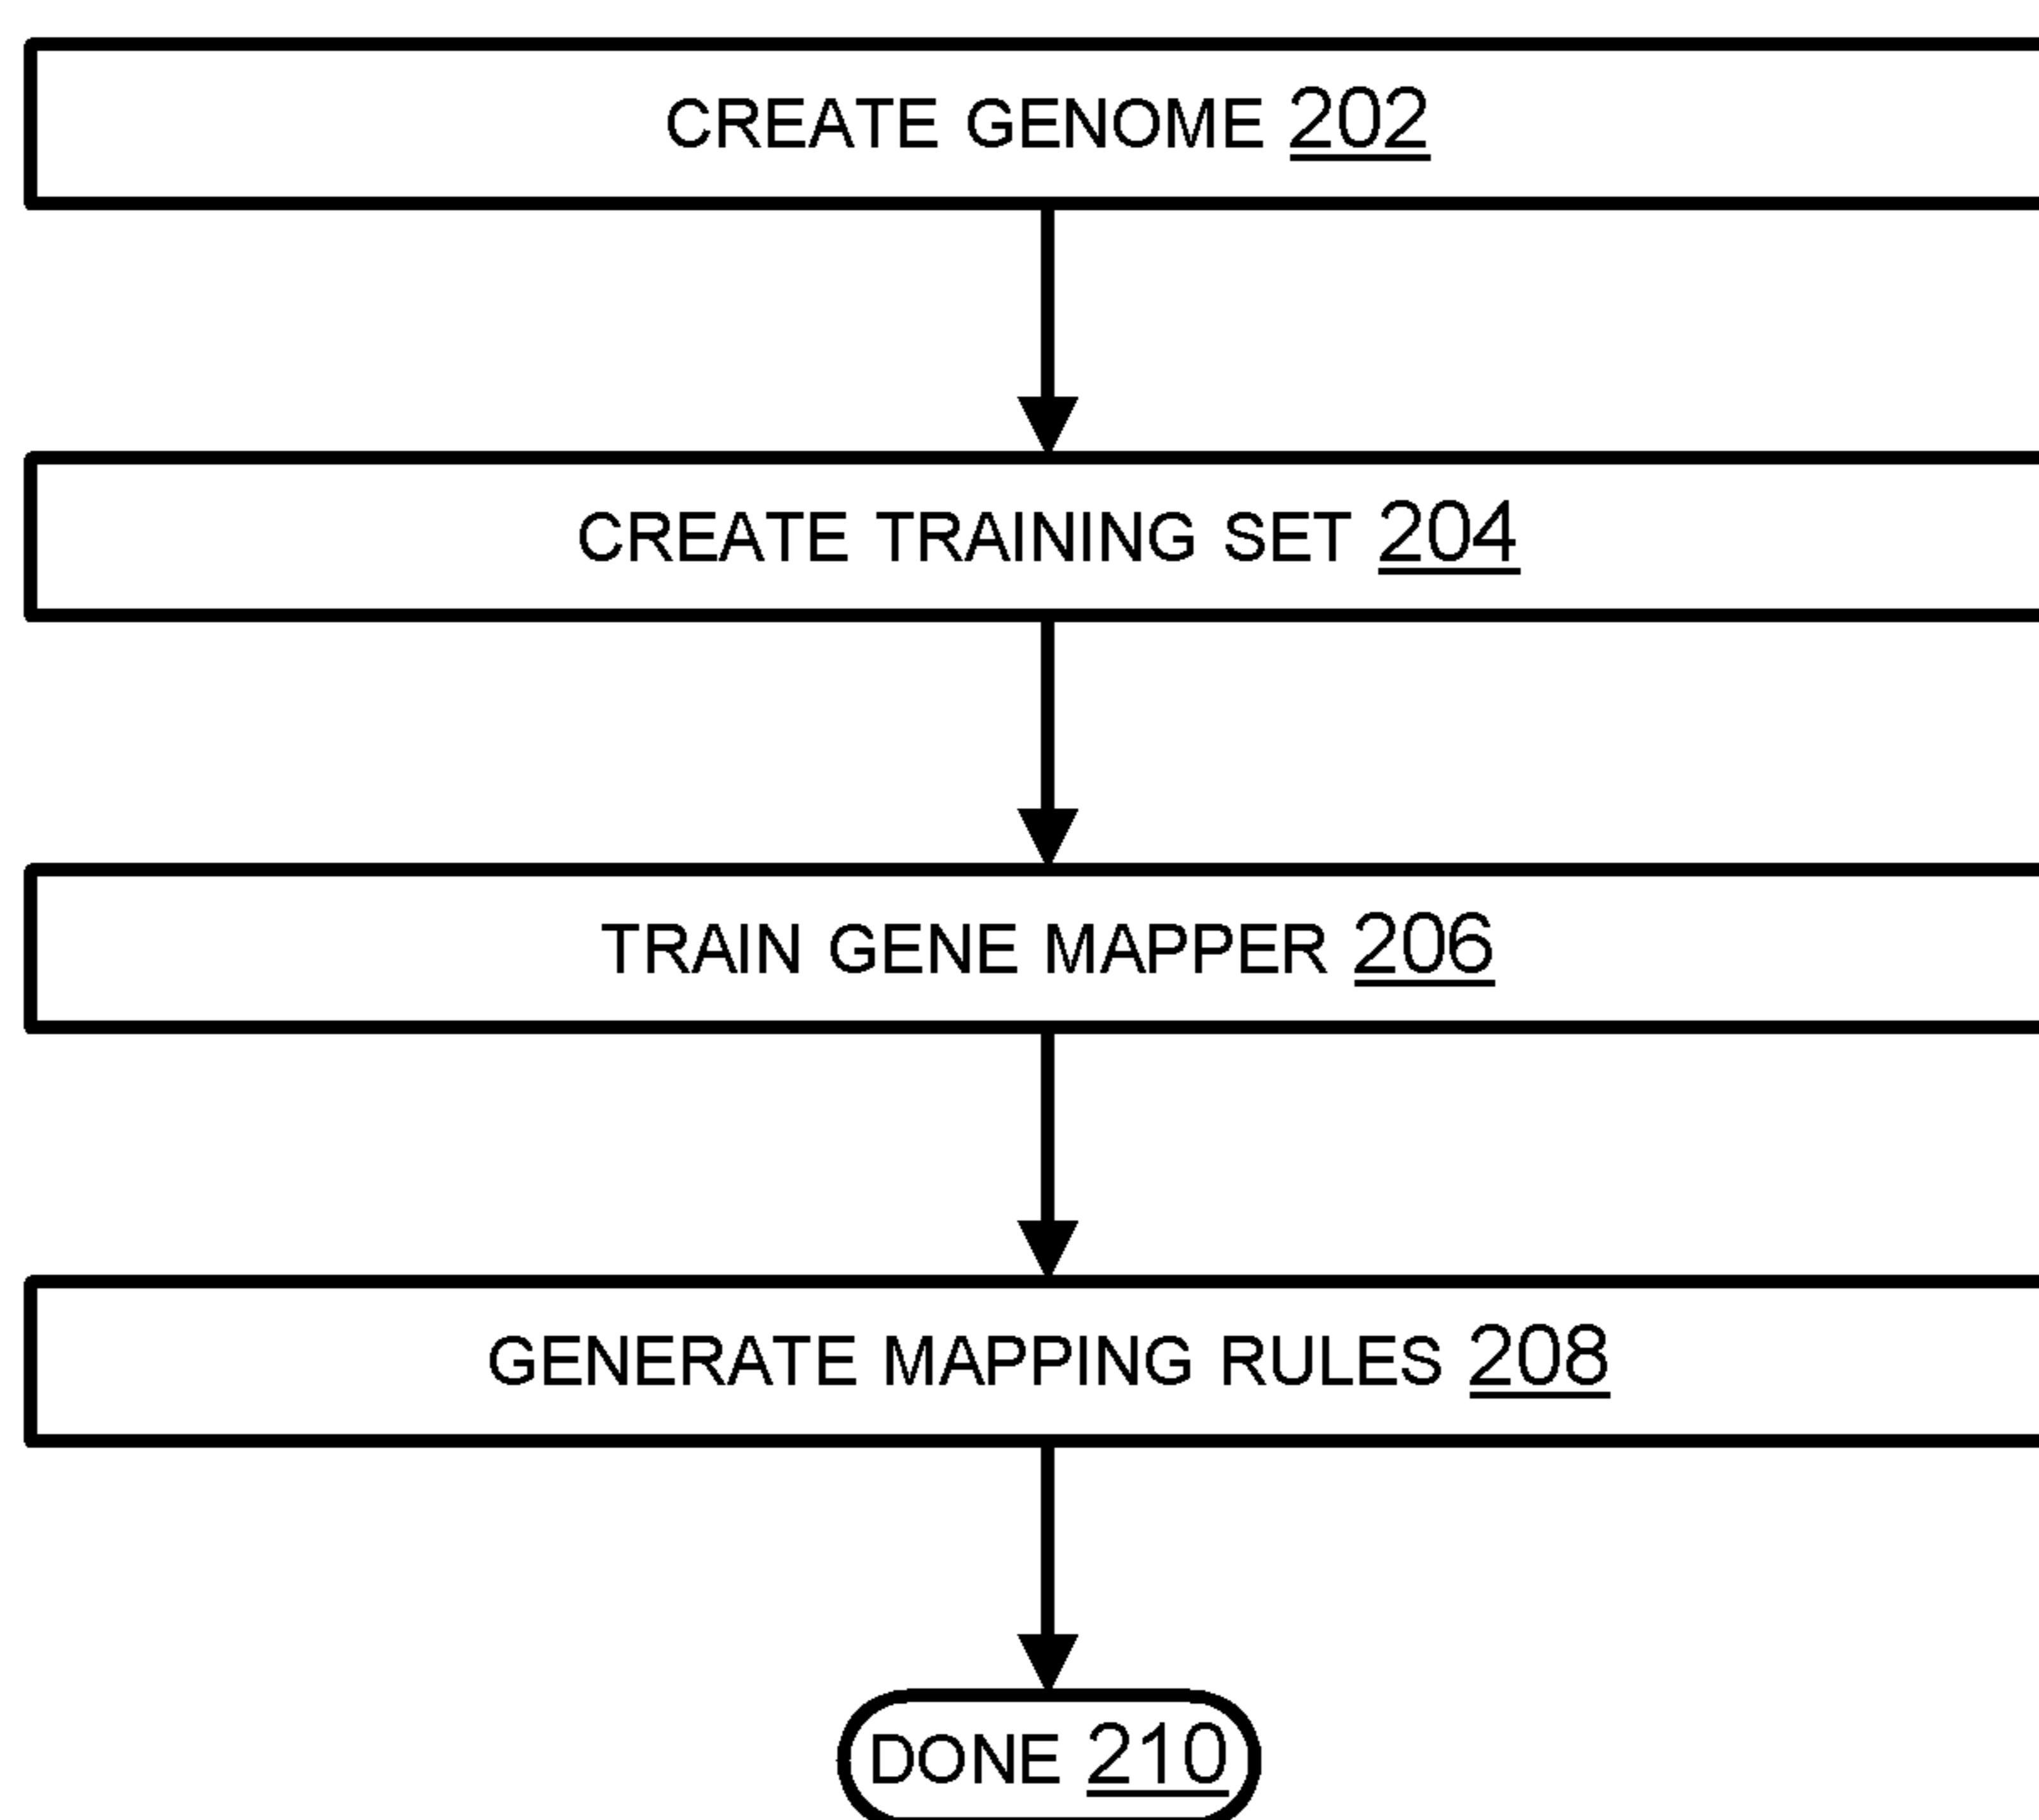 CREATE GENOME 202
CREATE TRAINING SET 204
TRAIN GENE MAPPER 206
GENERATE MAPPING RULES 208
DONE 210